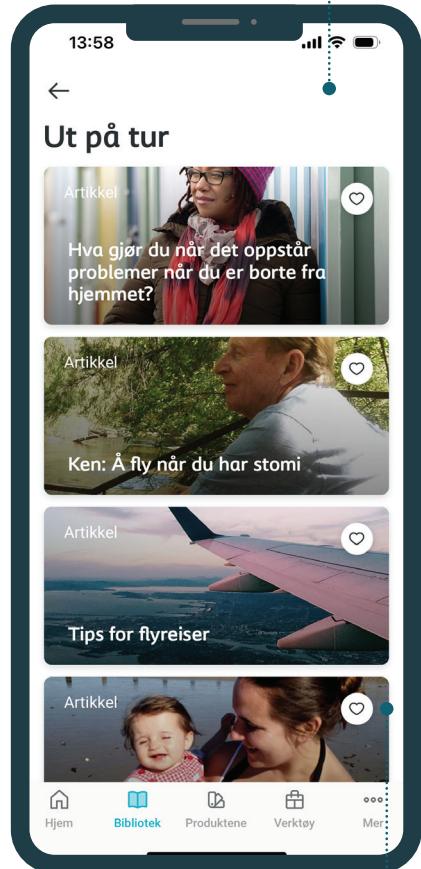 13:58
Ut på tur
Artikkel
Hva gjør du når det oppstår
problemer når du er borte fra
hjemmet?
Artikkel
Ken: Å fly når du har stomi
Artikkel
Tips for flyreiser
Artikkel
Hjem Bibliotek Produktene Verktøy Mer